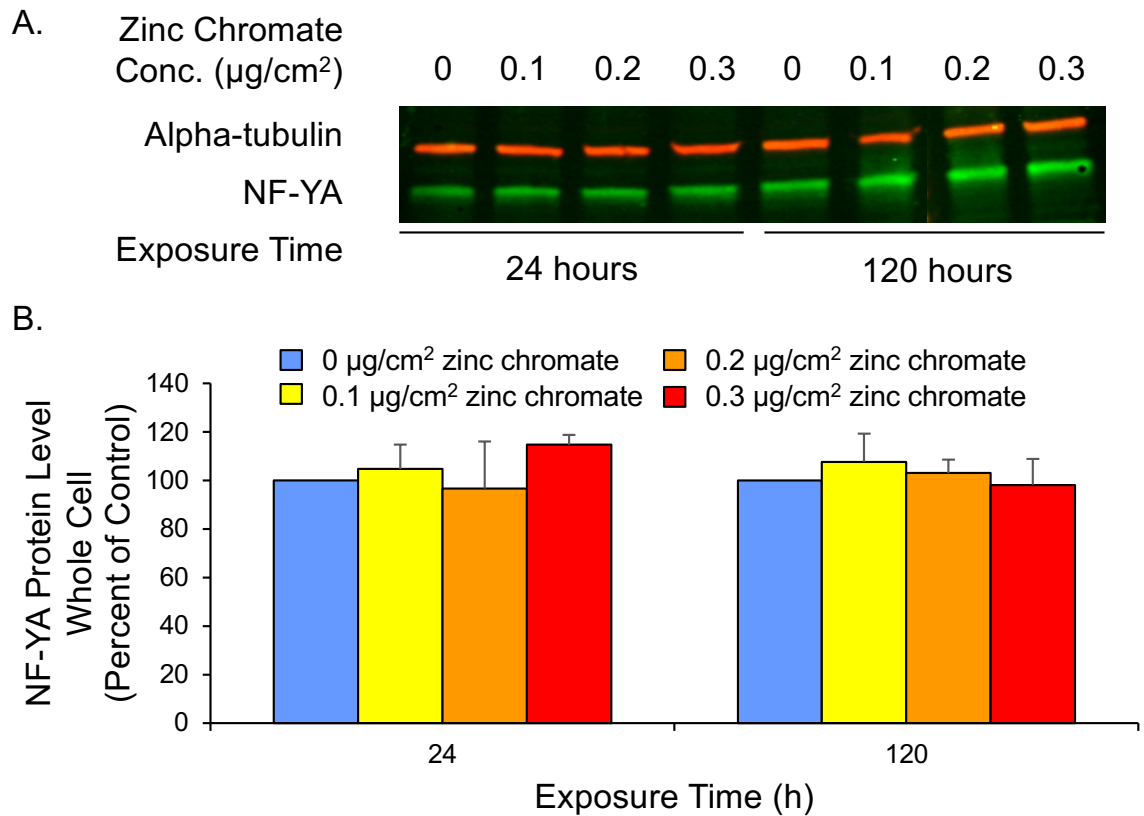 A.
Zinc Chromate
Conc. (µg/cm²) 0 0.1 0.2 0.3 0 0.1 0.2 0.3
Alpha-tubulin
NF-YA
Exposure Time
24 hours 120 hours
B.
0 µg/cm² zinc chromate 0.2 µg/cm² zinc chromate
0.1 µg/cm² zinc chromate 0.3 µg/cm² zinc chromate
NF-YA Protein Level
Whole Cell
(Percent of Control)
140
120
100
80
60
40
20
0
24 120
Exposure Time (h)